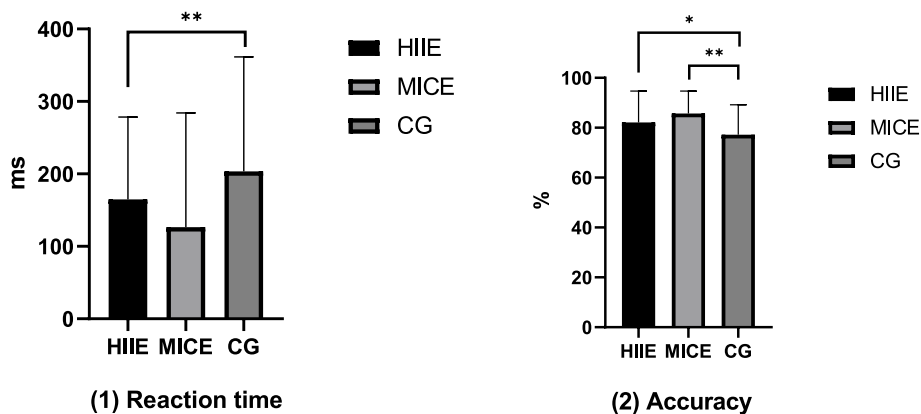 **
400
300
200
100
0
ms
HIIE
MICE
CG
HIIE MICE CG
(1) Reaction time
*
**
100
80
60
40
20
0
%
HIIE
MICE
CG
HIIE MICE CG
(2) Accuracy